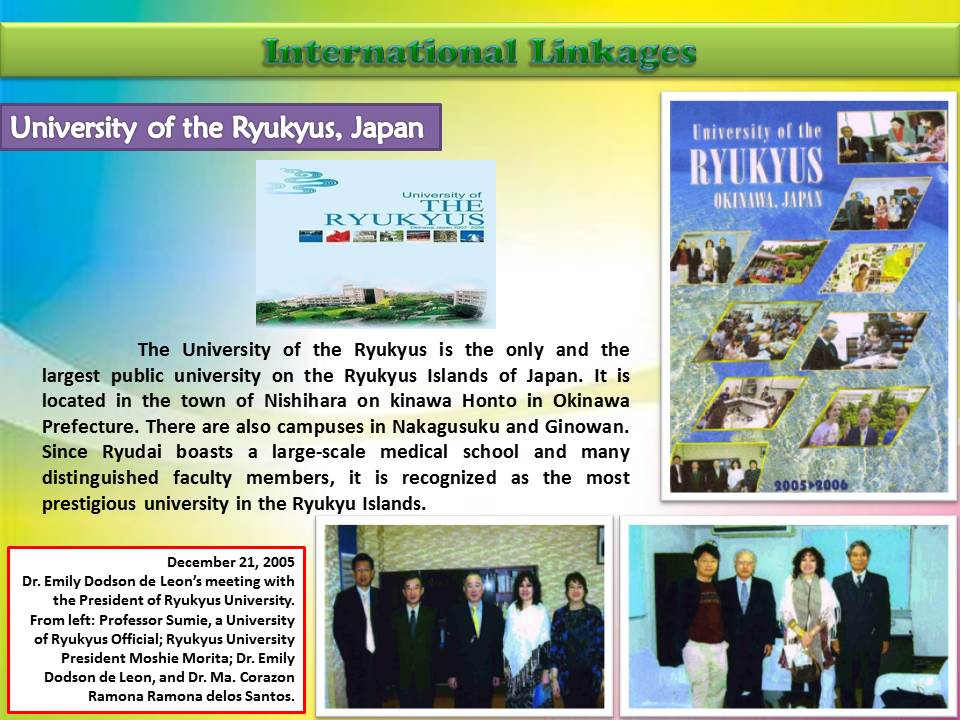 International Linkages
University of the Ryukyus, Japan
University of
THE
RYUKYUS
Okinawa, Japan 2007 - 2008
University of the
RYUKYUS
OKINAWA, JAPAN
2005▸2006
The University of the Ryukyus is the only and the
largest public university on the Ryukyus Islands of Japan. It is
located in the town of Nishihara on kinawa Honto in Okinawa
Prefecture. There are also campuses in Nakagusuku and Ginowan.
Since Ryudai boasts a large-scale medical school and many
distinguished faculty members, it is recognized as the most
prestigious university in the Ryukyu Islands.
December 21, 2005
Dr. Emily Dodson de Leon’s meeting with
the President of Ryukyus University.
From left: Professor Sumie, a University
of Ryukyus Official; Ryukyus University
President Moshie Morita; Dr. Emily
Dodson de Leon, and Dr. Ma. Corazon
Ramona Ramona delos Santos.